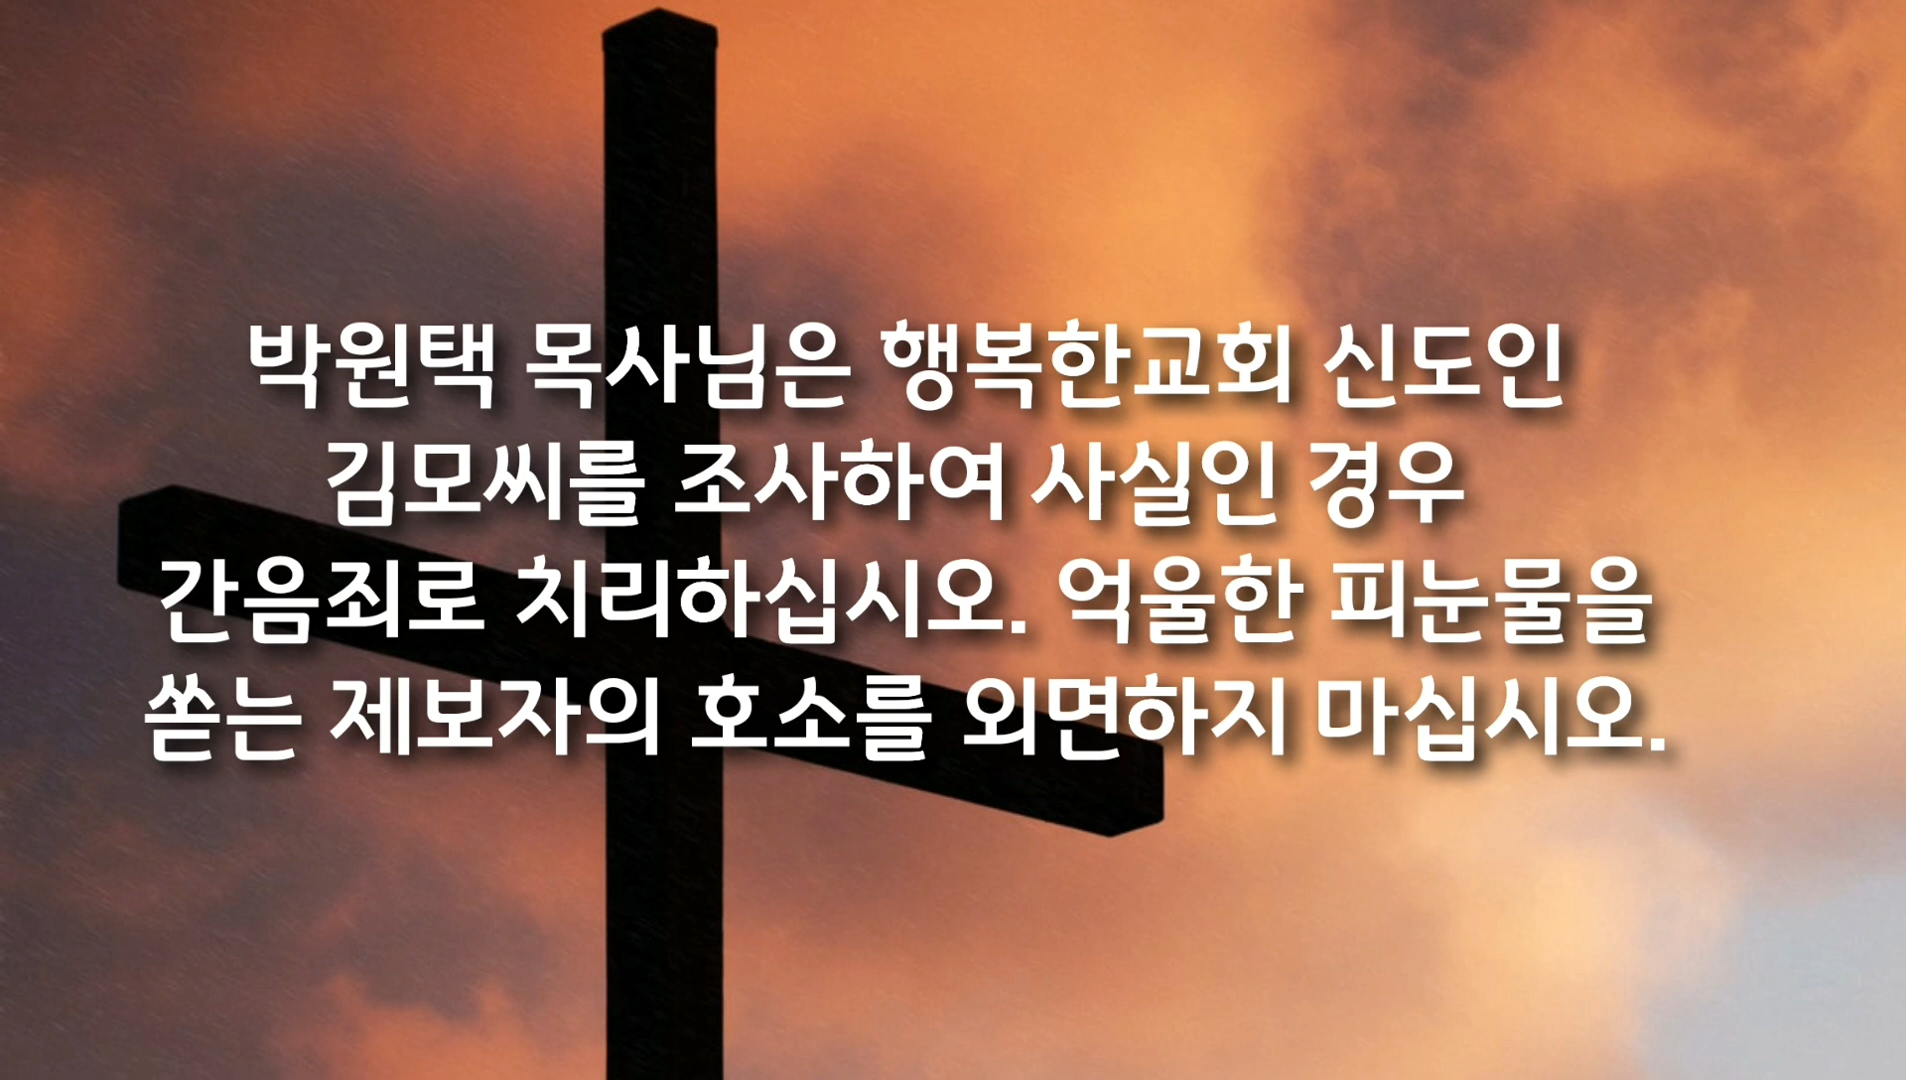 박원택 목사님은 행복한교회 신도인
김모씨를 조사하여 사실인 경우
간음죄로 치리하십시오. 억울한 피눈물을
쏟는 제보자의 호소를 외면하지 마십시오.